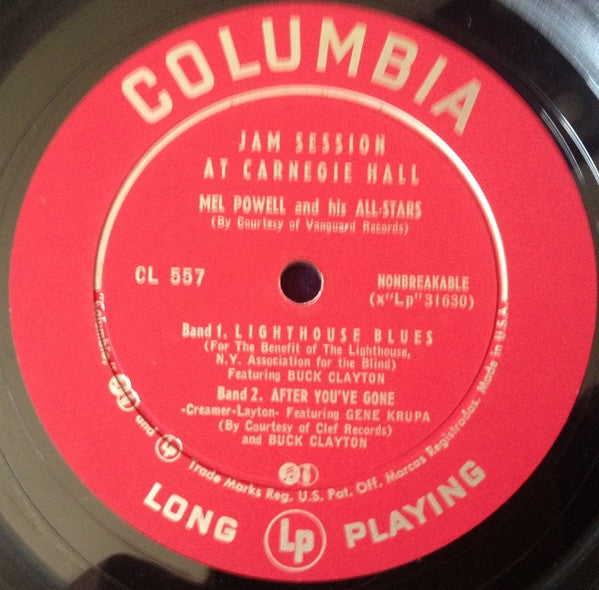 COLUMBIA
JAM SESSION
AT CARNEGIE HALL
MEL POWELL and his ALL-STARS
(By Courtesy of Vanguard Records)
CL 557
NONBREAKABLE
(x"Lp"31630)
Band 1. LIGHTHOUSE BLUES
(For The Benefit of The Lighthouse,
N.Y. Association for the Blind)
Featuring BUCK CLAYTON
Band 2. AFTER YOU'VE GONE
-Creamer-Layton- Featuring GENE KRUPA
(By Courtesy of Clef Records)
and BUCK CLAYTON
"Columbia", and LP Trade Marks Reg. U.S. Pat. Off. Marcas Registradas. Made in U.S.A.
LONG LP PLAYING